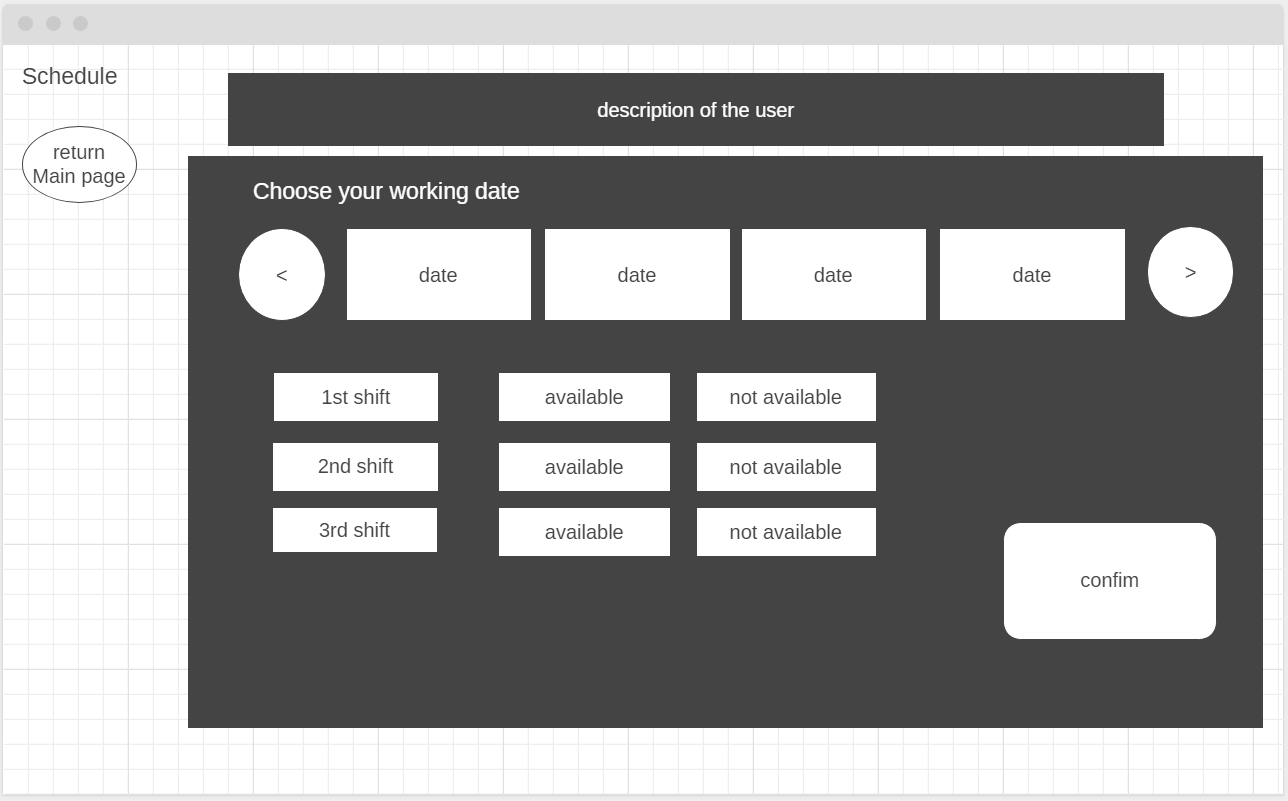 Schedule
description of the user
return
Main page
Choose your working date
<
date
date
date
date
>
1st shift
available
not available
2nd shift
available
not available
3rd shift
available
not available
confim